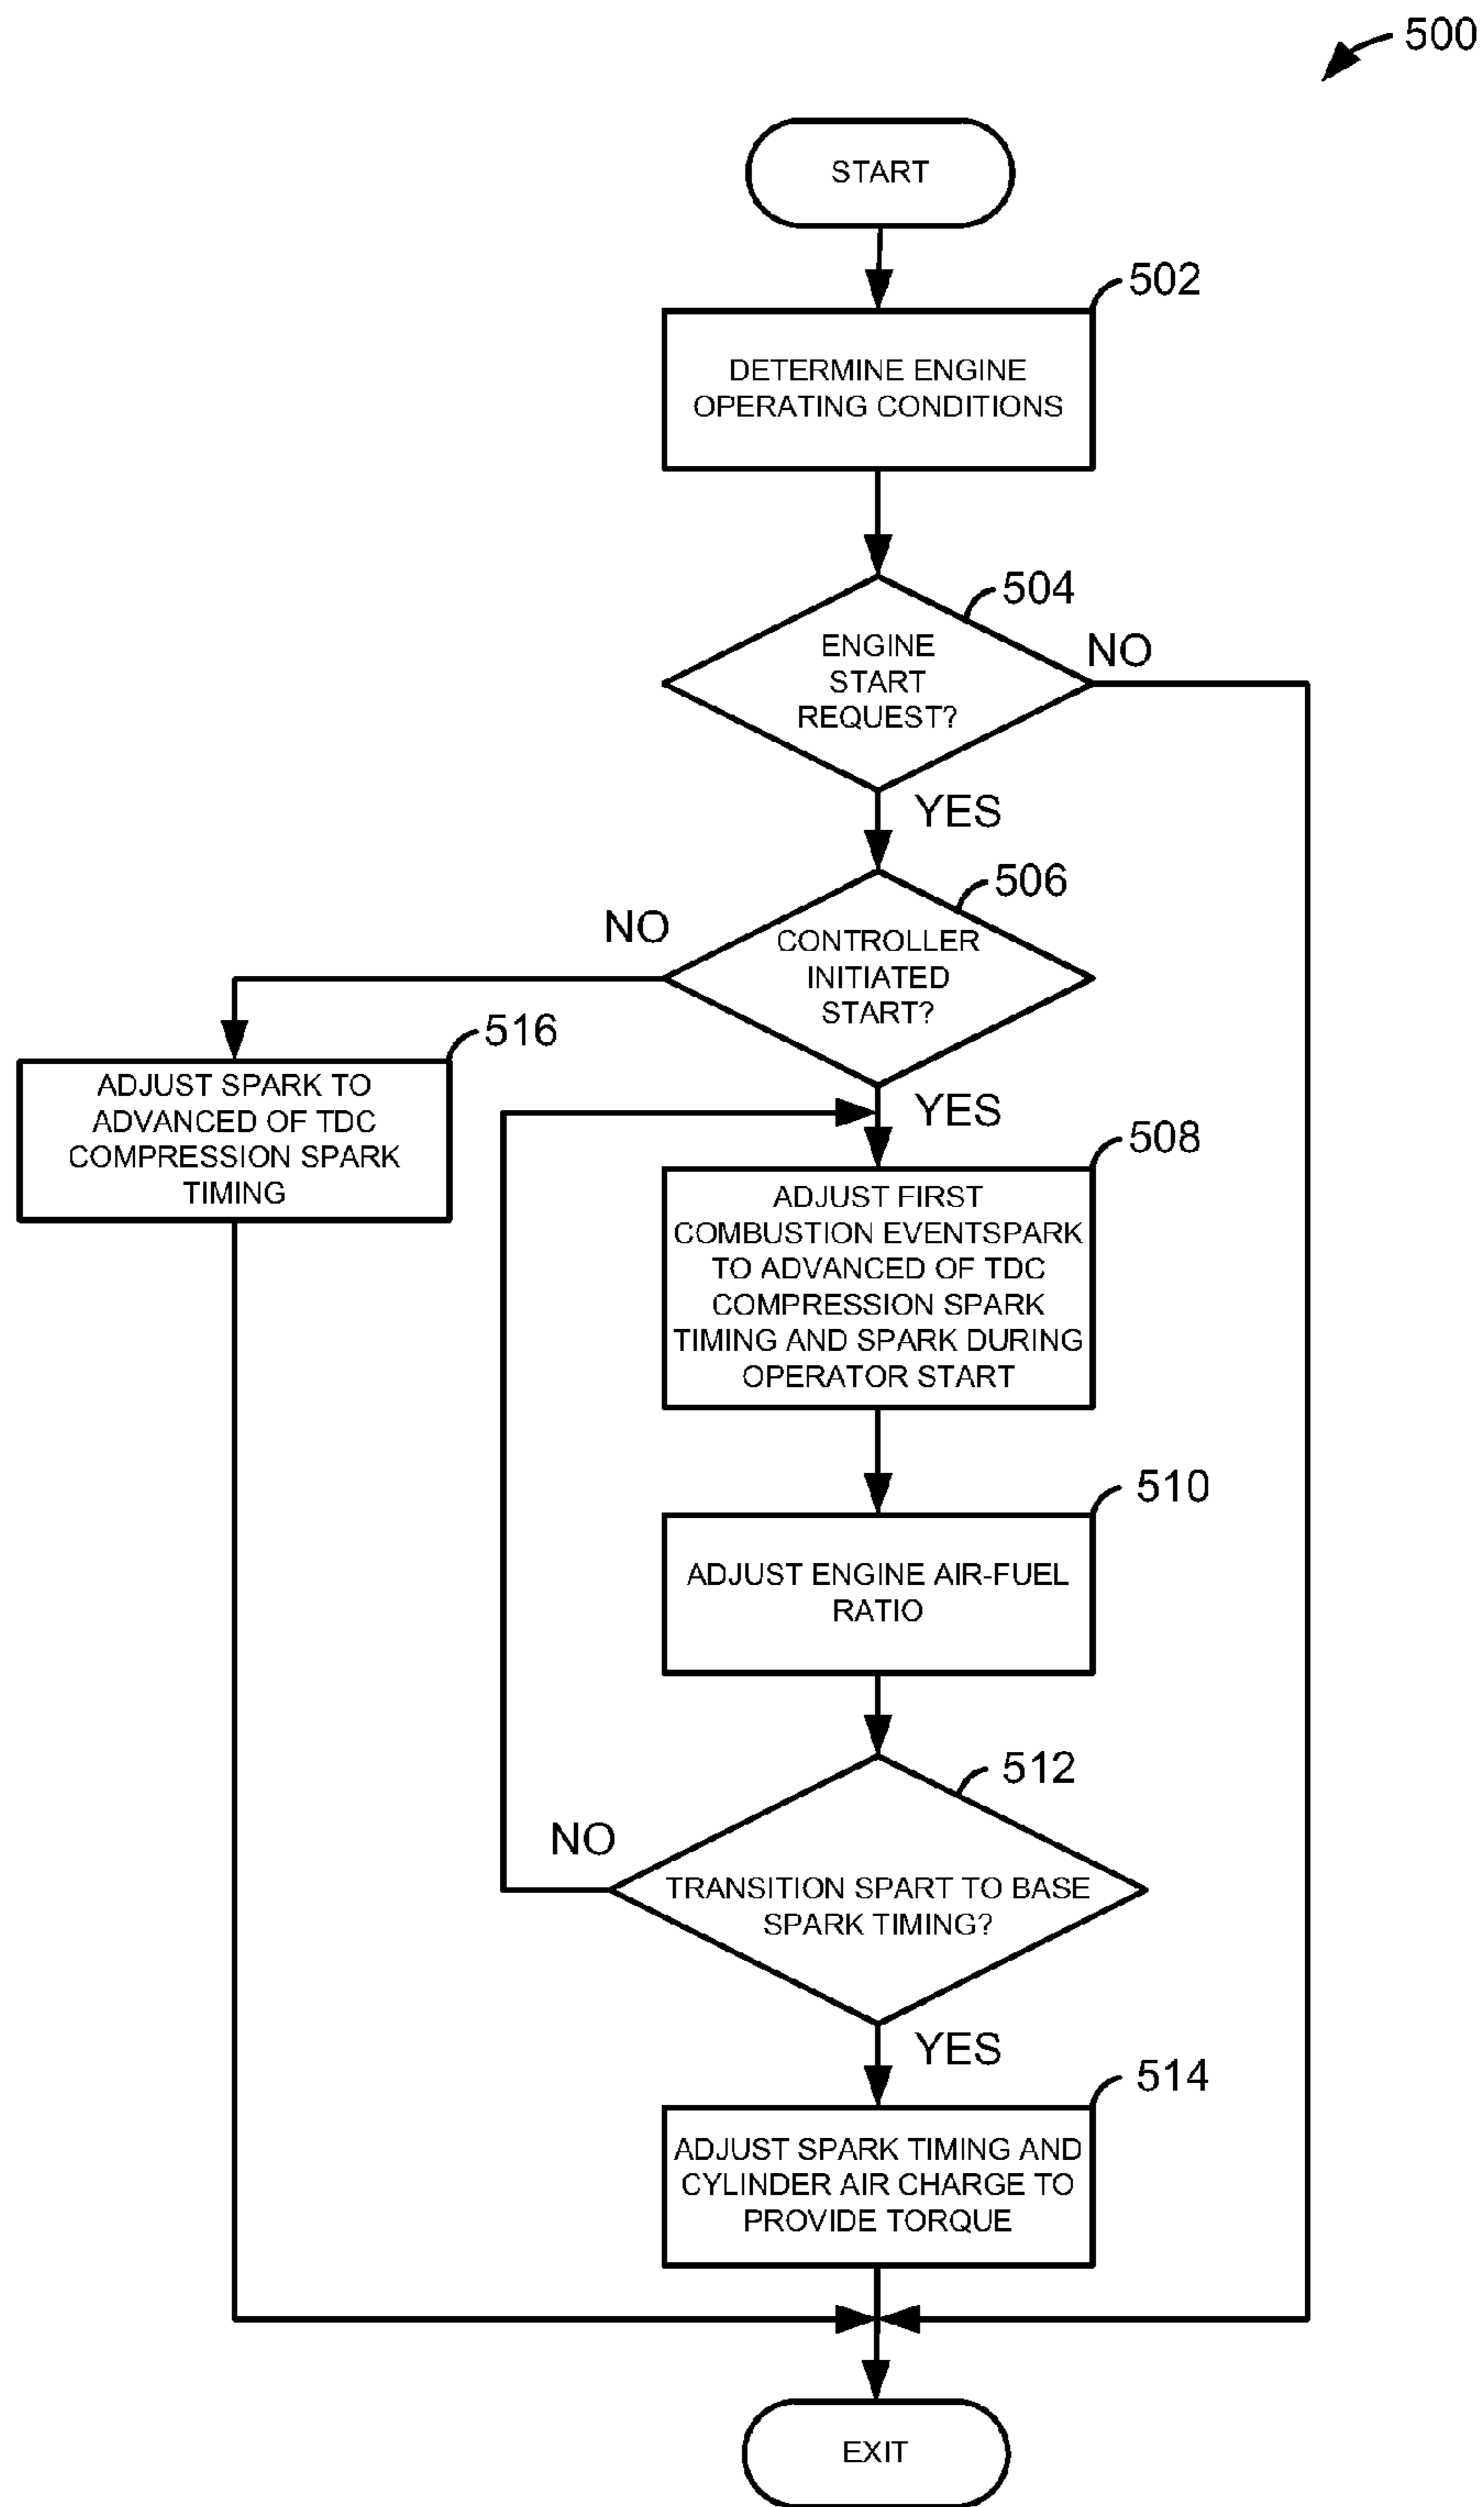 500
START
502
DETERMINE ENGINE
OPERATING CONDITIONS
504
ENGINE
START
REQUEST?
NO
YES
506
CONTROLLER
INITIATED
START?
NO
YES
516
ADJUST SPARK TO
ADVANCED OF TDC
COMPRESSION SPARK
TIMING
508
ADJUST FIRST
COMBUSTION EVENTSPARK
TO ADVANCED OF TDC
COMPRESSION SPARK
TIMING AND SPARK DURING
OPERATOR START
510
ADJUST ENGINE AIR-FUEL
RATIO
512
NO
TRANSITION SPART TO BASE
SPARK TIMING?
YES
514
ADJUST SPARK TIMING AND
CYLINDER AIR CHARGE TO
PROVIDE TORQUE
EXIT